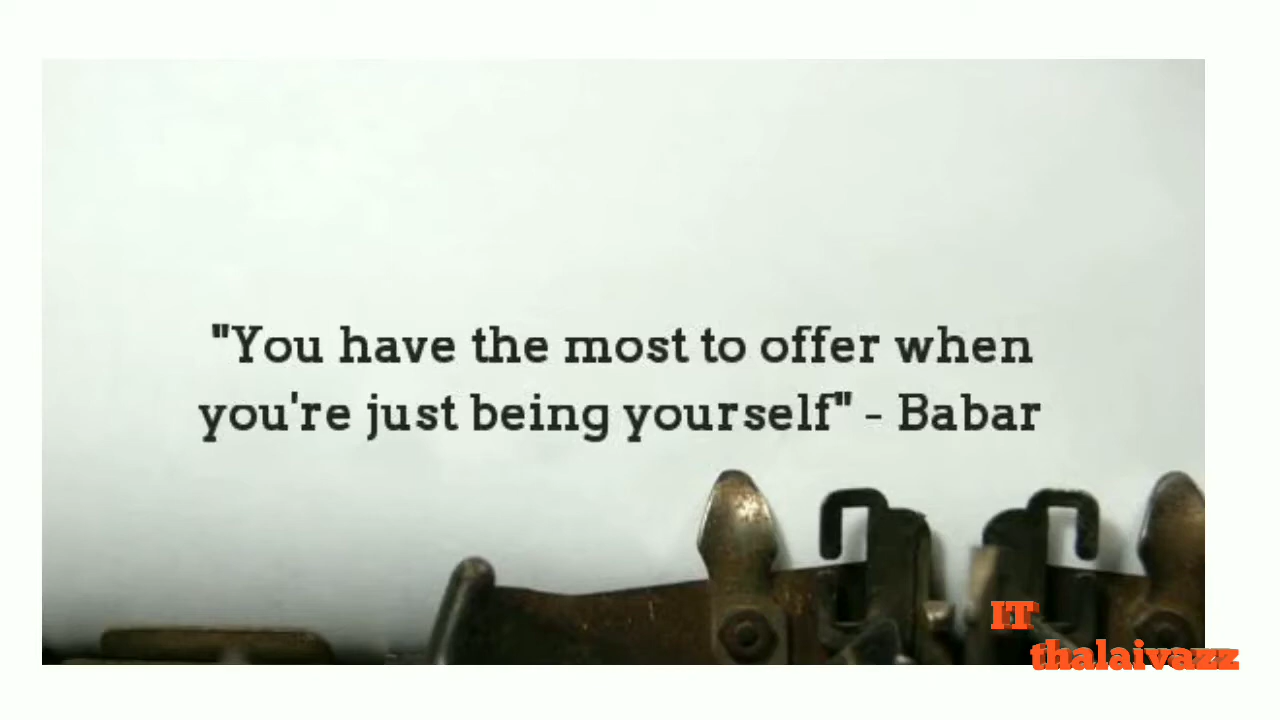 "You have the most to offer when
you're just being yourself" - Babar
IT
thalaivazz